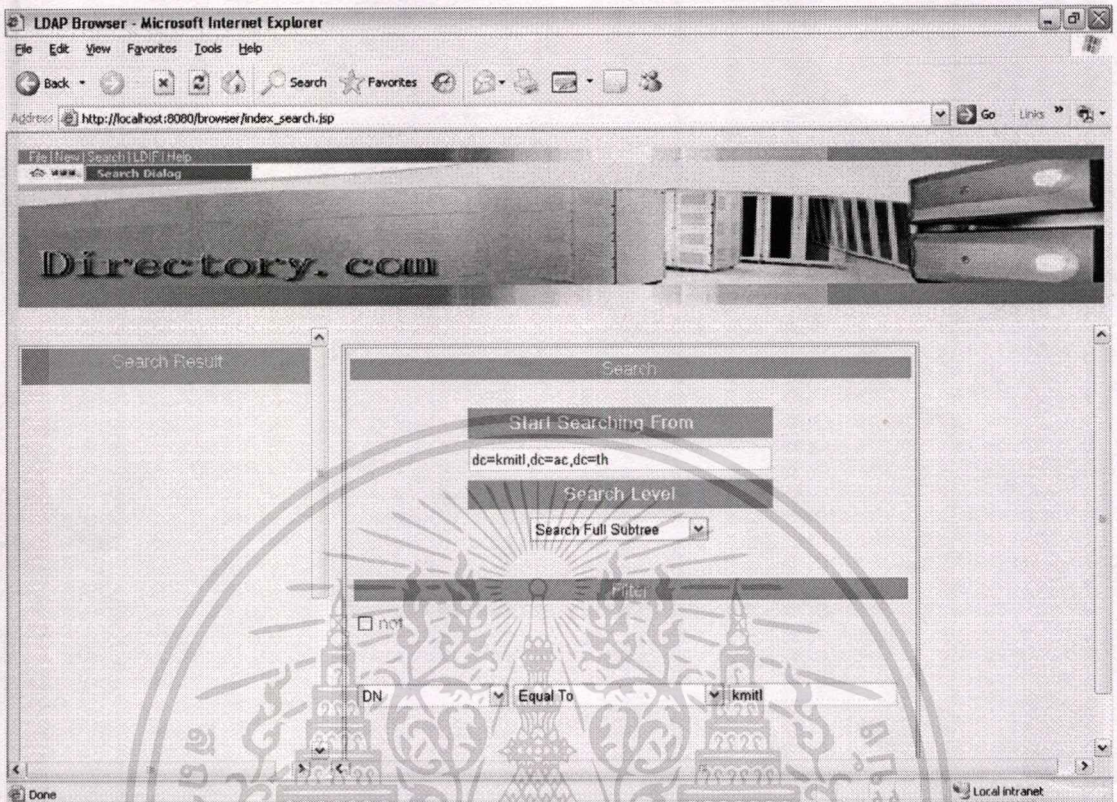 LDAP Browser - Microsoft Internet Explorer
File Edit View Favorites Tools Help
Back Search Favorites
Address http://localhost:8080/browser/index_search.jsp Go Links »
File | New | Search | LDIF | Help
www. Search Dialog
Directory.com
Search Result
Search
Start Searching From
dc=kmitl,dc=ac,dc=th
Search Level
Search Full Subtree
Filter
not
DN Equal To kmitl
Done Local intranet